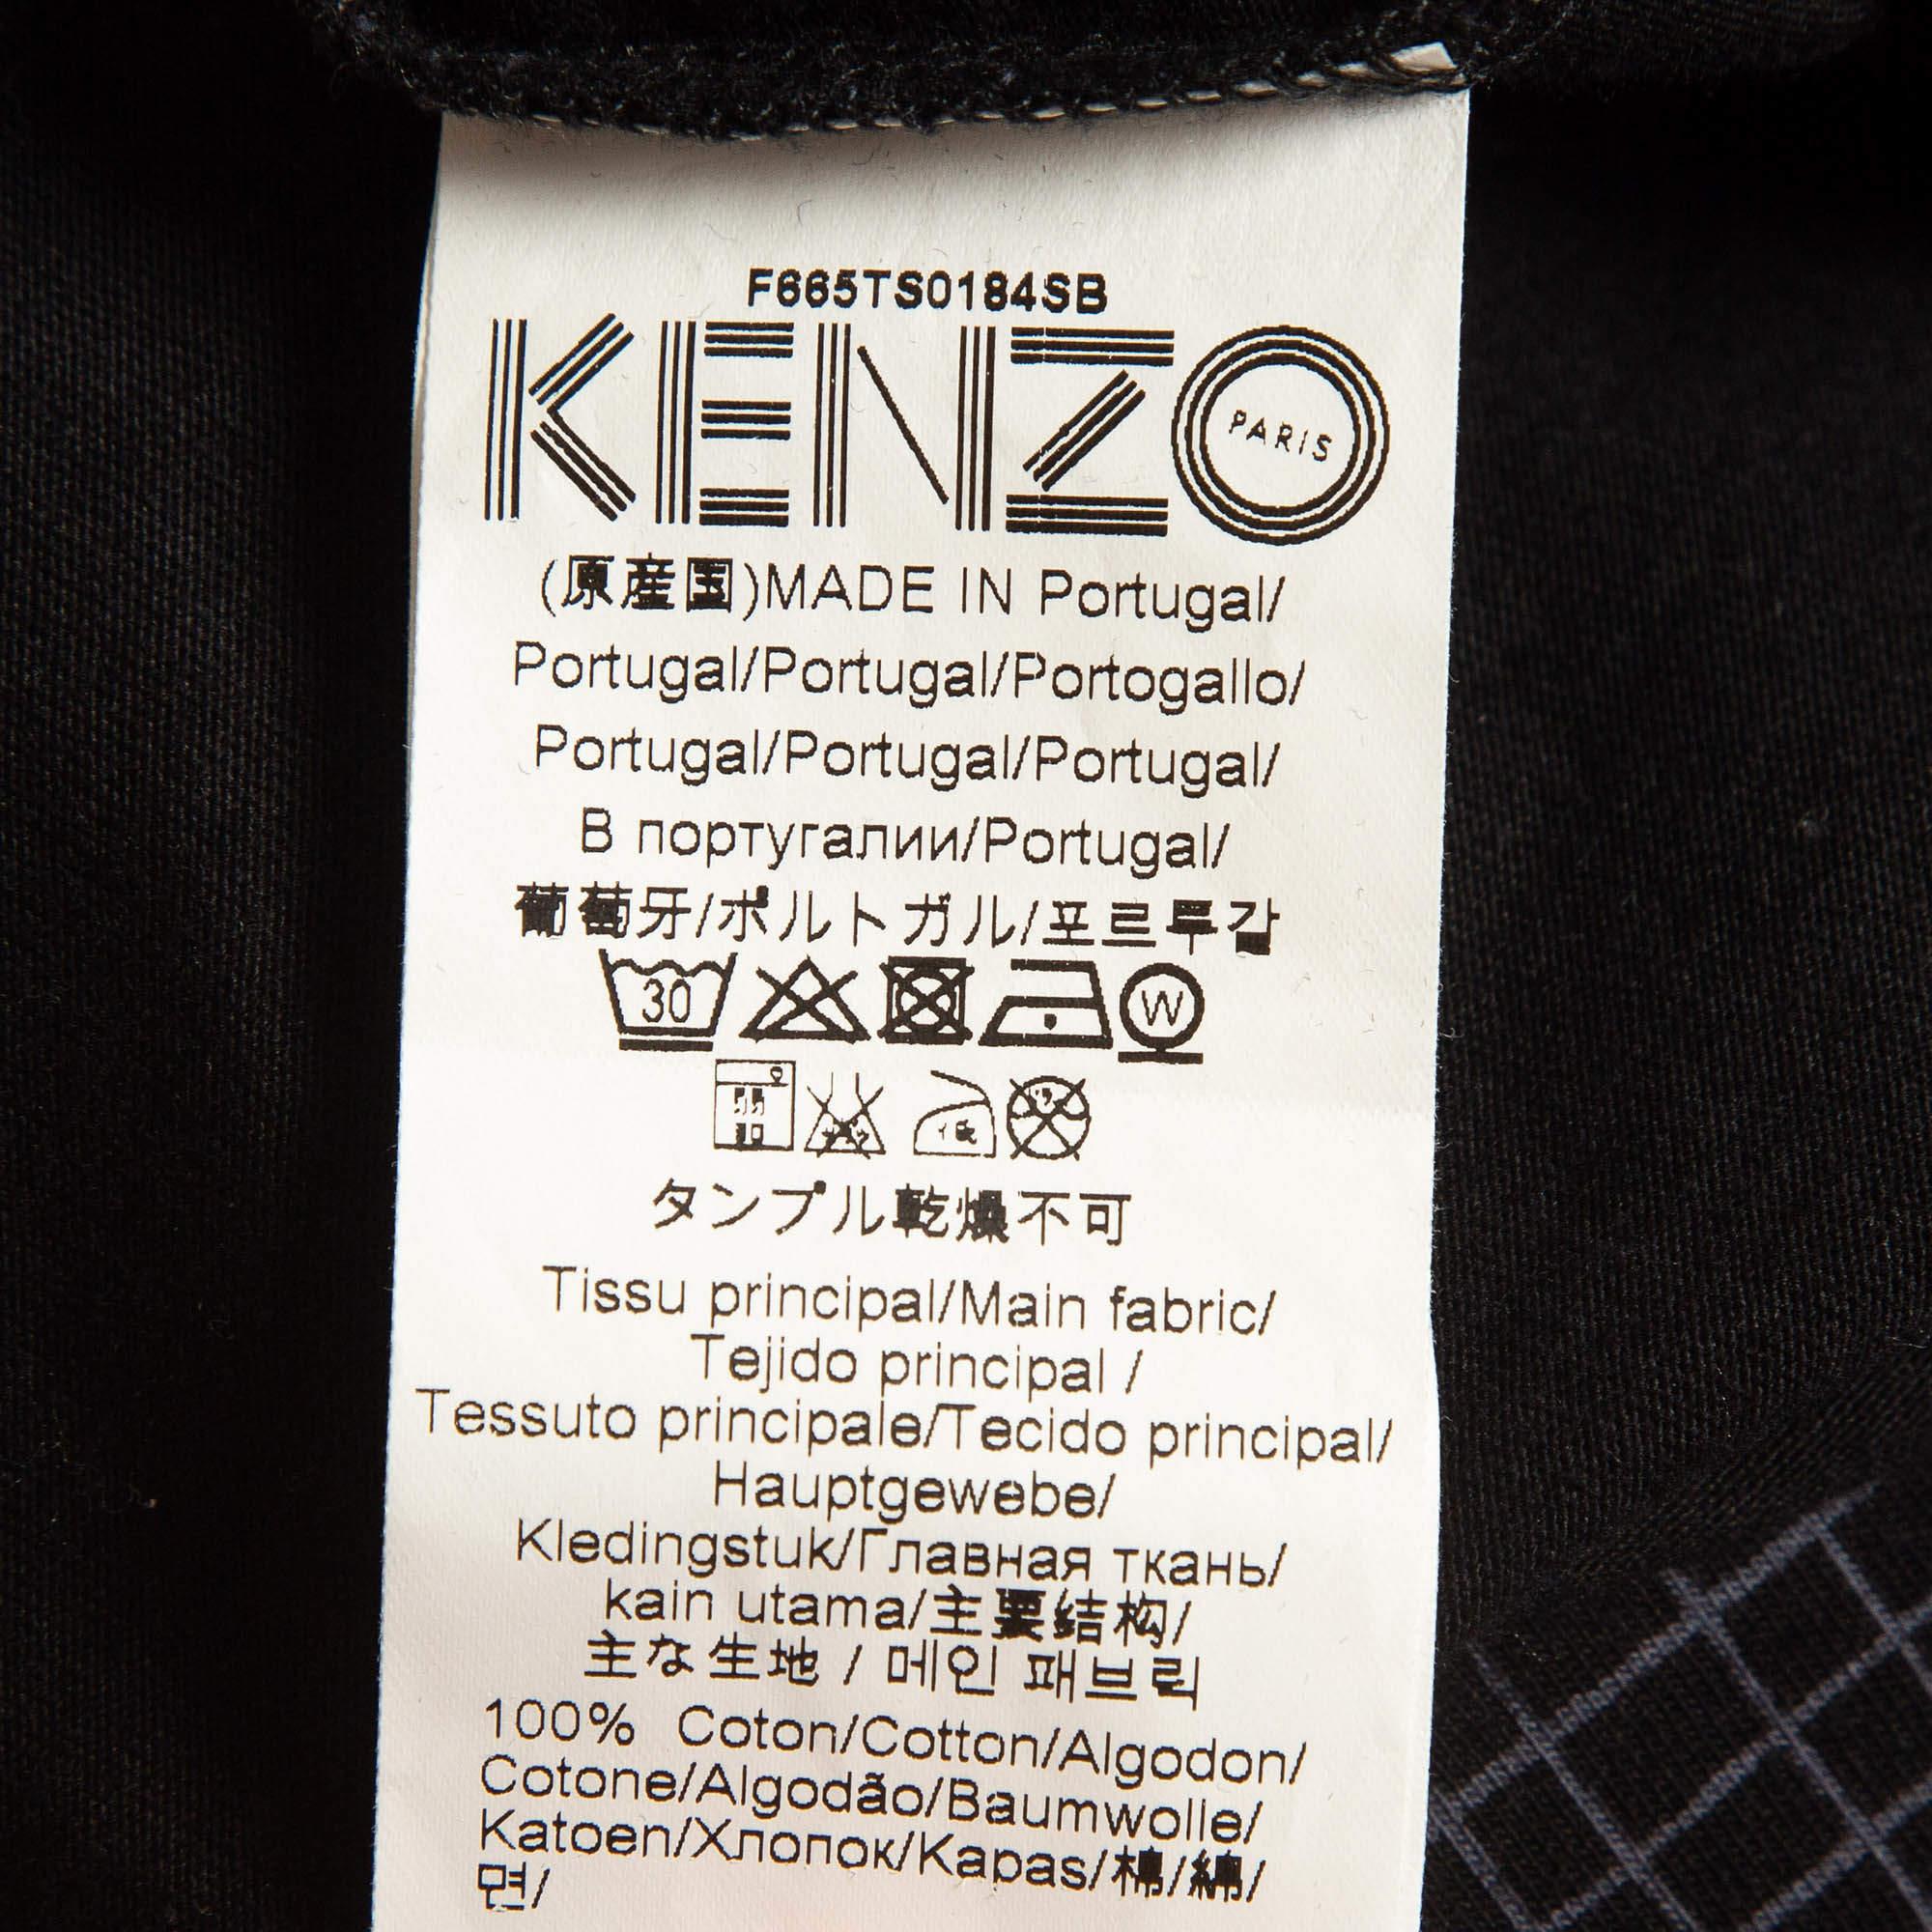 F665TS0184SB
KENZO PARIS
(原産国)MADE IN Portugal/
Portugal/Portugal/Portogallo/
Portugal/Portugal/Portugal/
В португалии/Portugal/
葡萄牙/ポルトガル/포르투갈
30 W
タンブル乾燥不可
Tissu principal/Main fabric/
Tejido principal /
Tessuto principale/Tecido principal/
Hauptgewebe/
Kledingstuk/Главная ткань/
kain utama/主要结构/
主な生地 / 메인 패브릭
100% Coton/Cotton/Algodon/
Cotone/Algodão/Baumwolle/
Katoen/Хлопок/Kapas/棉/綿/
면/